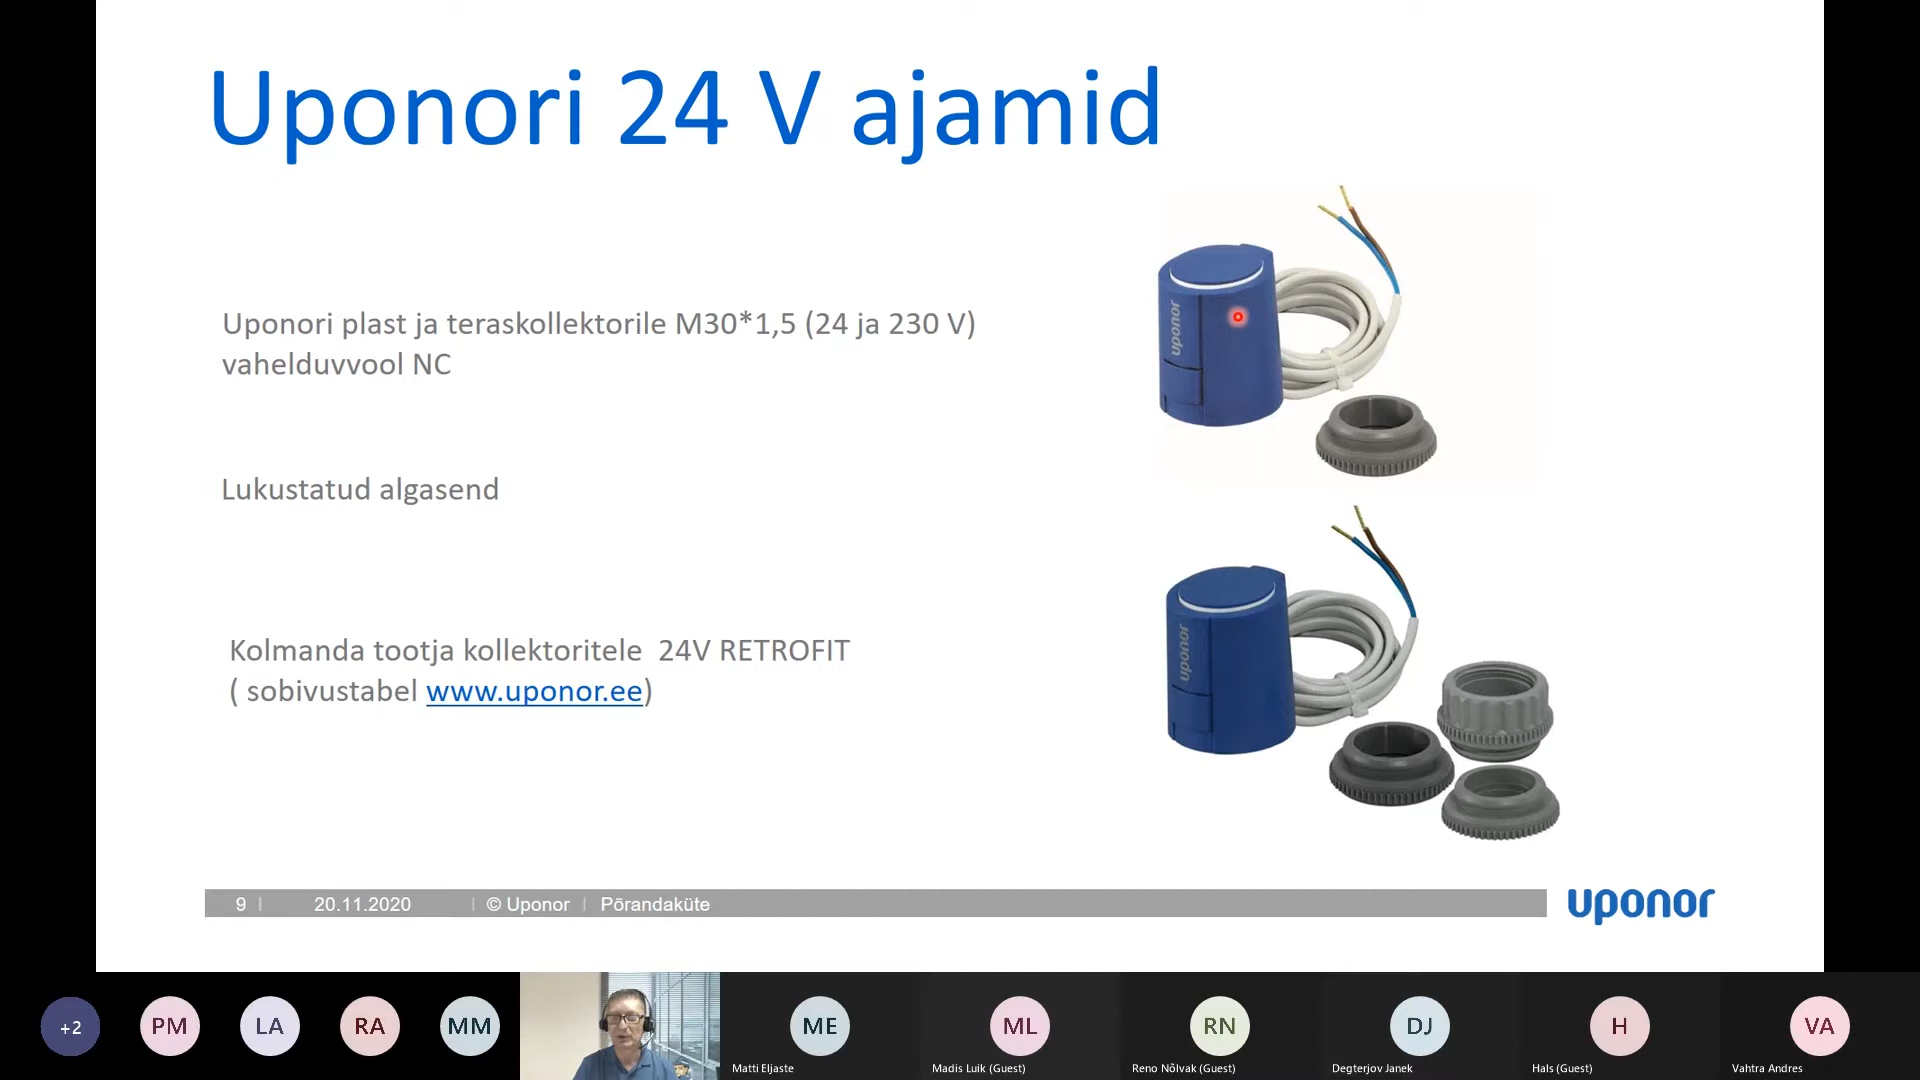 Uponori 24 V ajamid
Uponori plast ja teraskollektorile M30*1,5 (24 ja 230 V)
vahelduvvool NC
Lukustatud algasend
Kolmanda tootja kollektoritele 24V RETROFIT
( sobivustabel www.uponor.ee)
uponor
uponor
9 | 20.11.2020 | © Uponor | Põrandaküte
uponor
+2 PM LA RA MM ME ML RN DJ H VA
Matti Eljaste Madis Luik (Guest) Reno Nõlvak (Guest) Degterjov Janek Hals (Guest) Vahtra Andres